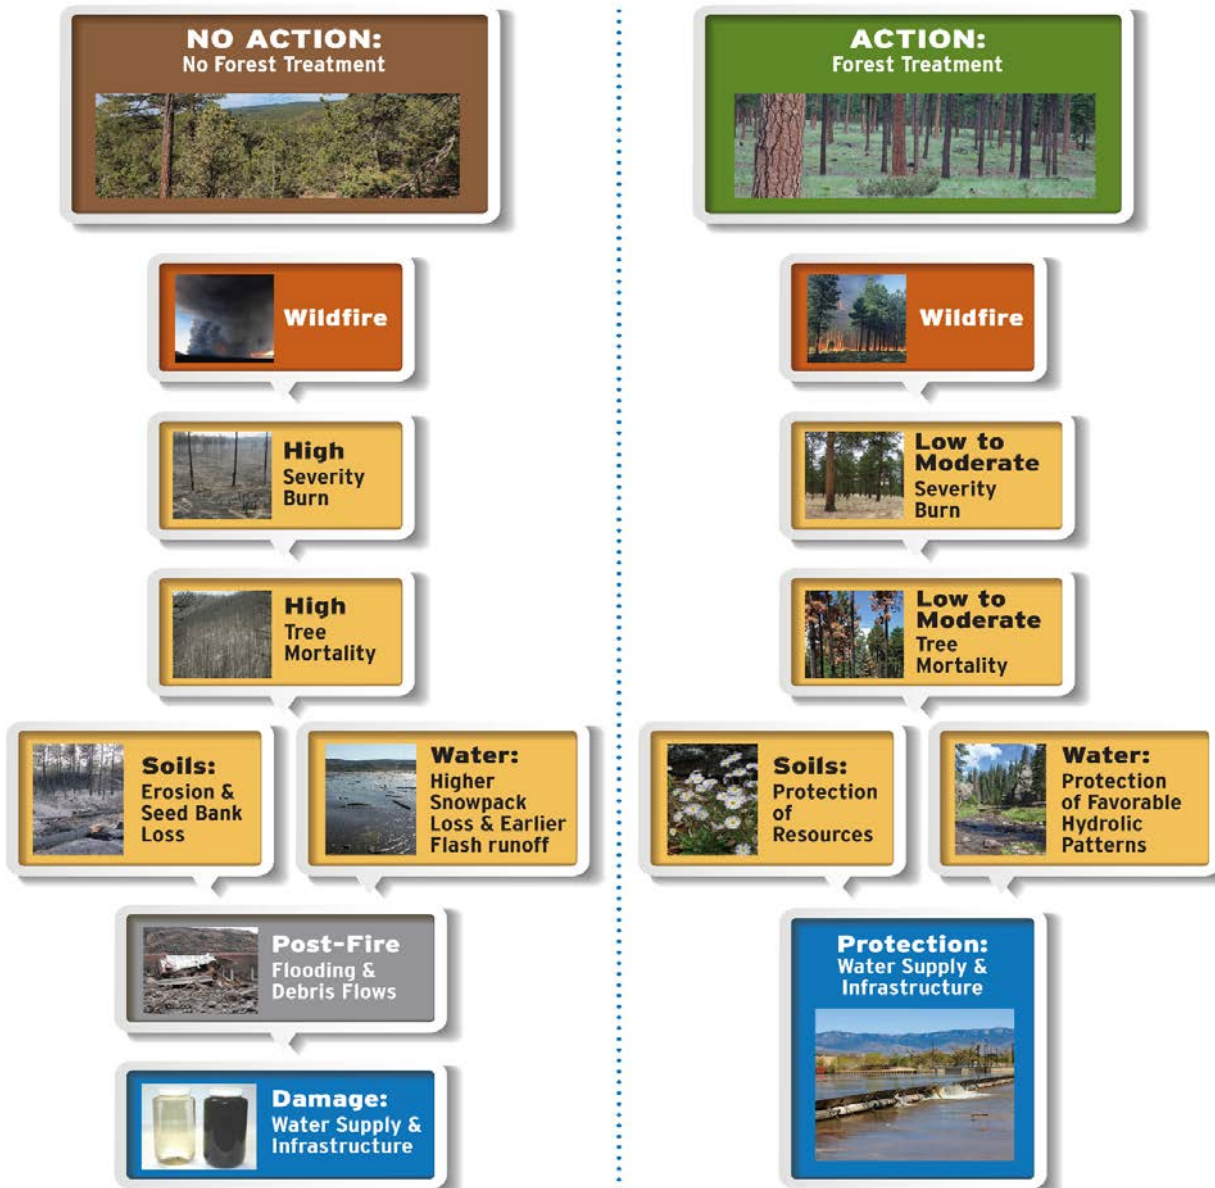 NO ACTION:
No Forest Treatment
Wildfire
High
Severity
Burn
High
Tree
Mortality
Soils:
Erosion &
Seed Bank
Loss
Water:
Higher
Snowpack
Loss & Earlier
Flash runoff
Post-Fire
Flooding &
Debris Flows
Damage:
Water Supply &
Infrastructure
ACTION:
Forest Treatment
Wildfire
Low to
Moderate
Severity
Burn
Low to
Moderate
Tree
Mortality
Soils:
Protection
of
Resources
Water:
Protection
of Favorable
Hydrolic
Patterns
Protection:
Water Supply &
Infrastructure